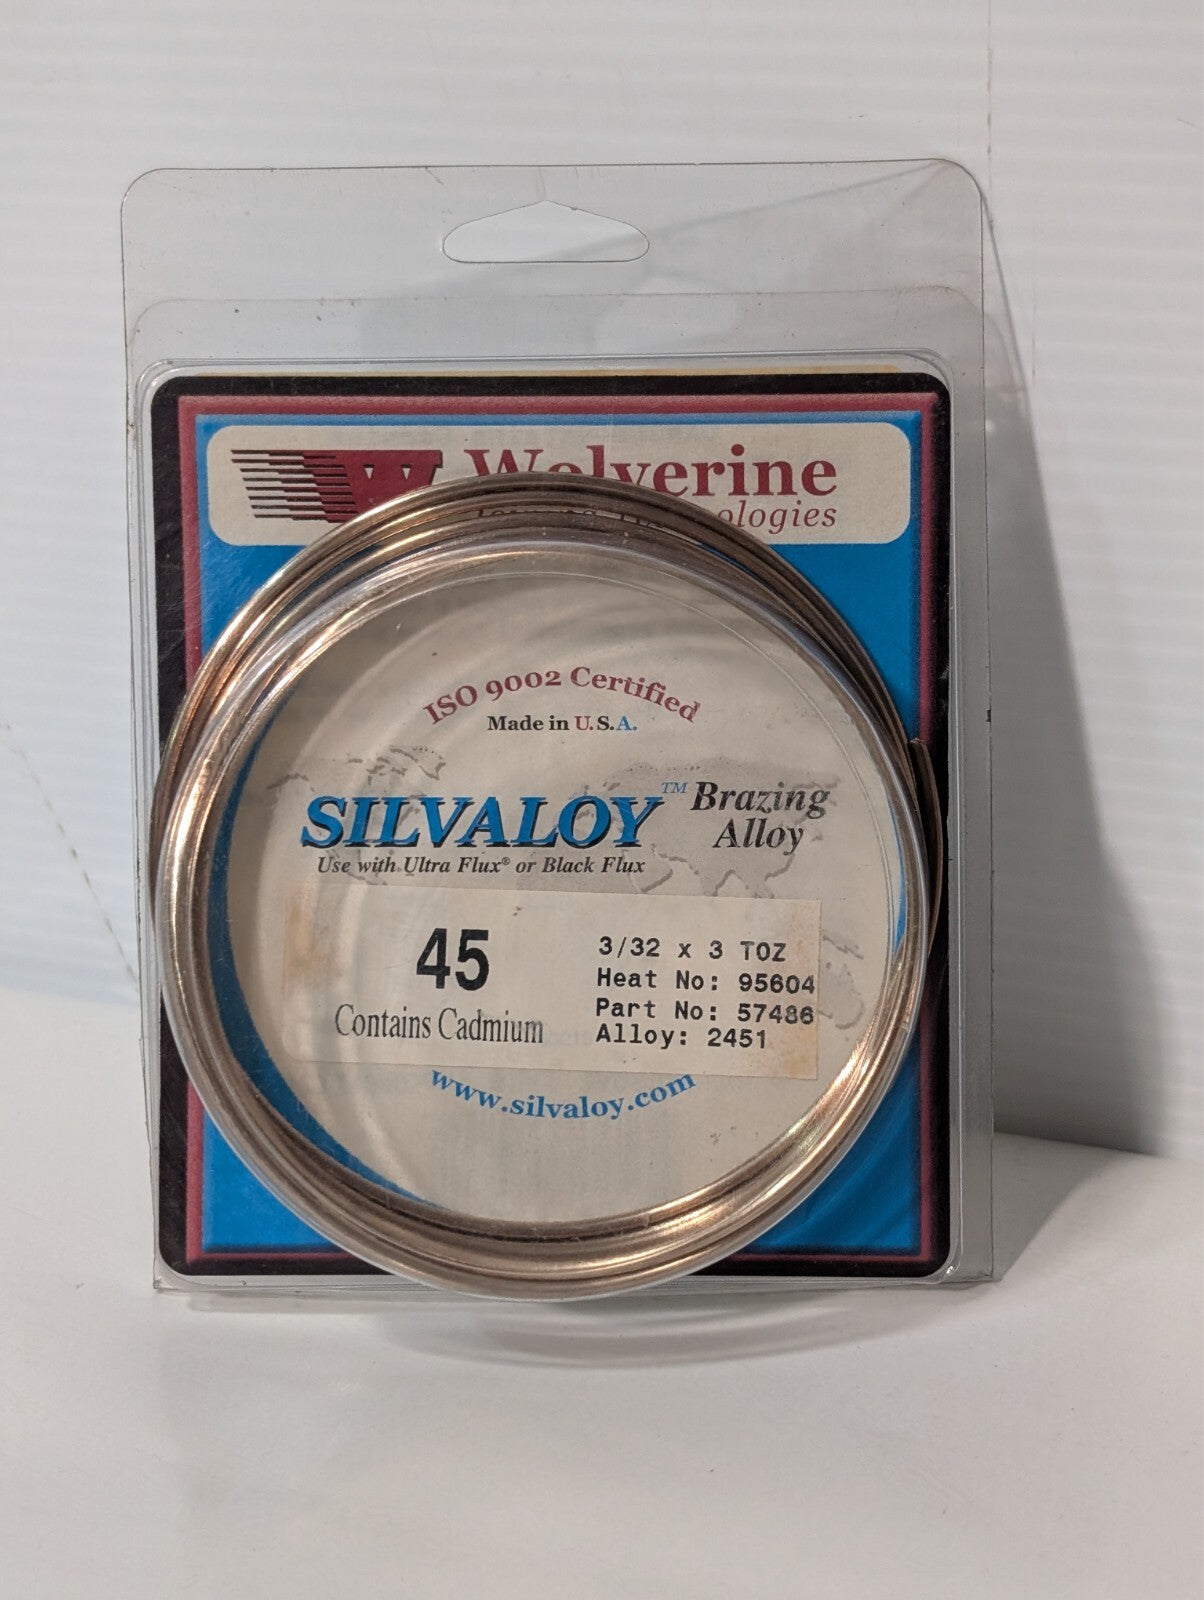 W Wolverine
ologies
ISO 9002 Certified
Made in U.S.A.
SILVALOY™ Brazing
Alloy
Use with Ultra Flux® or Black Flux
45
Contains Cadmium
3/32 x 3 TOZ
Heat No: 95604
Part No: 57486
Alloy: 2451
www.silvaloy.com